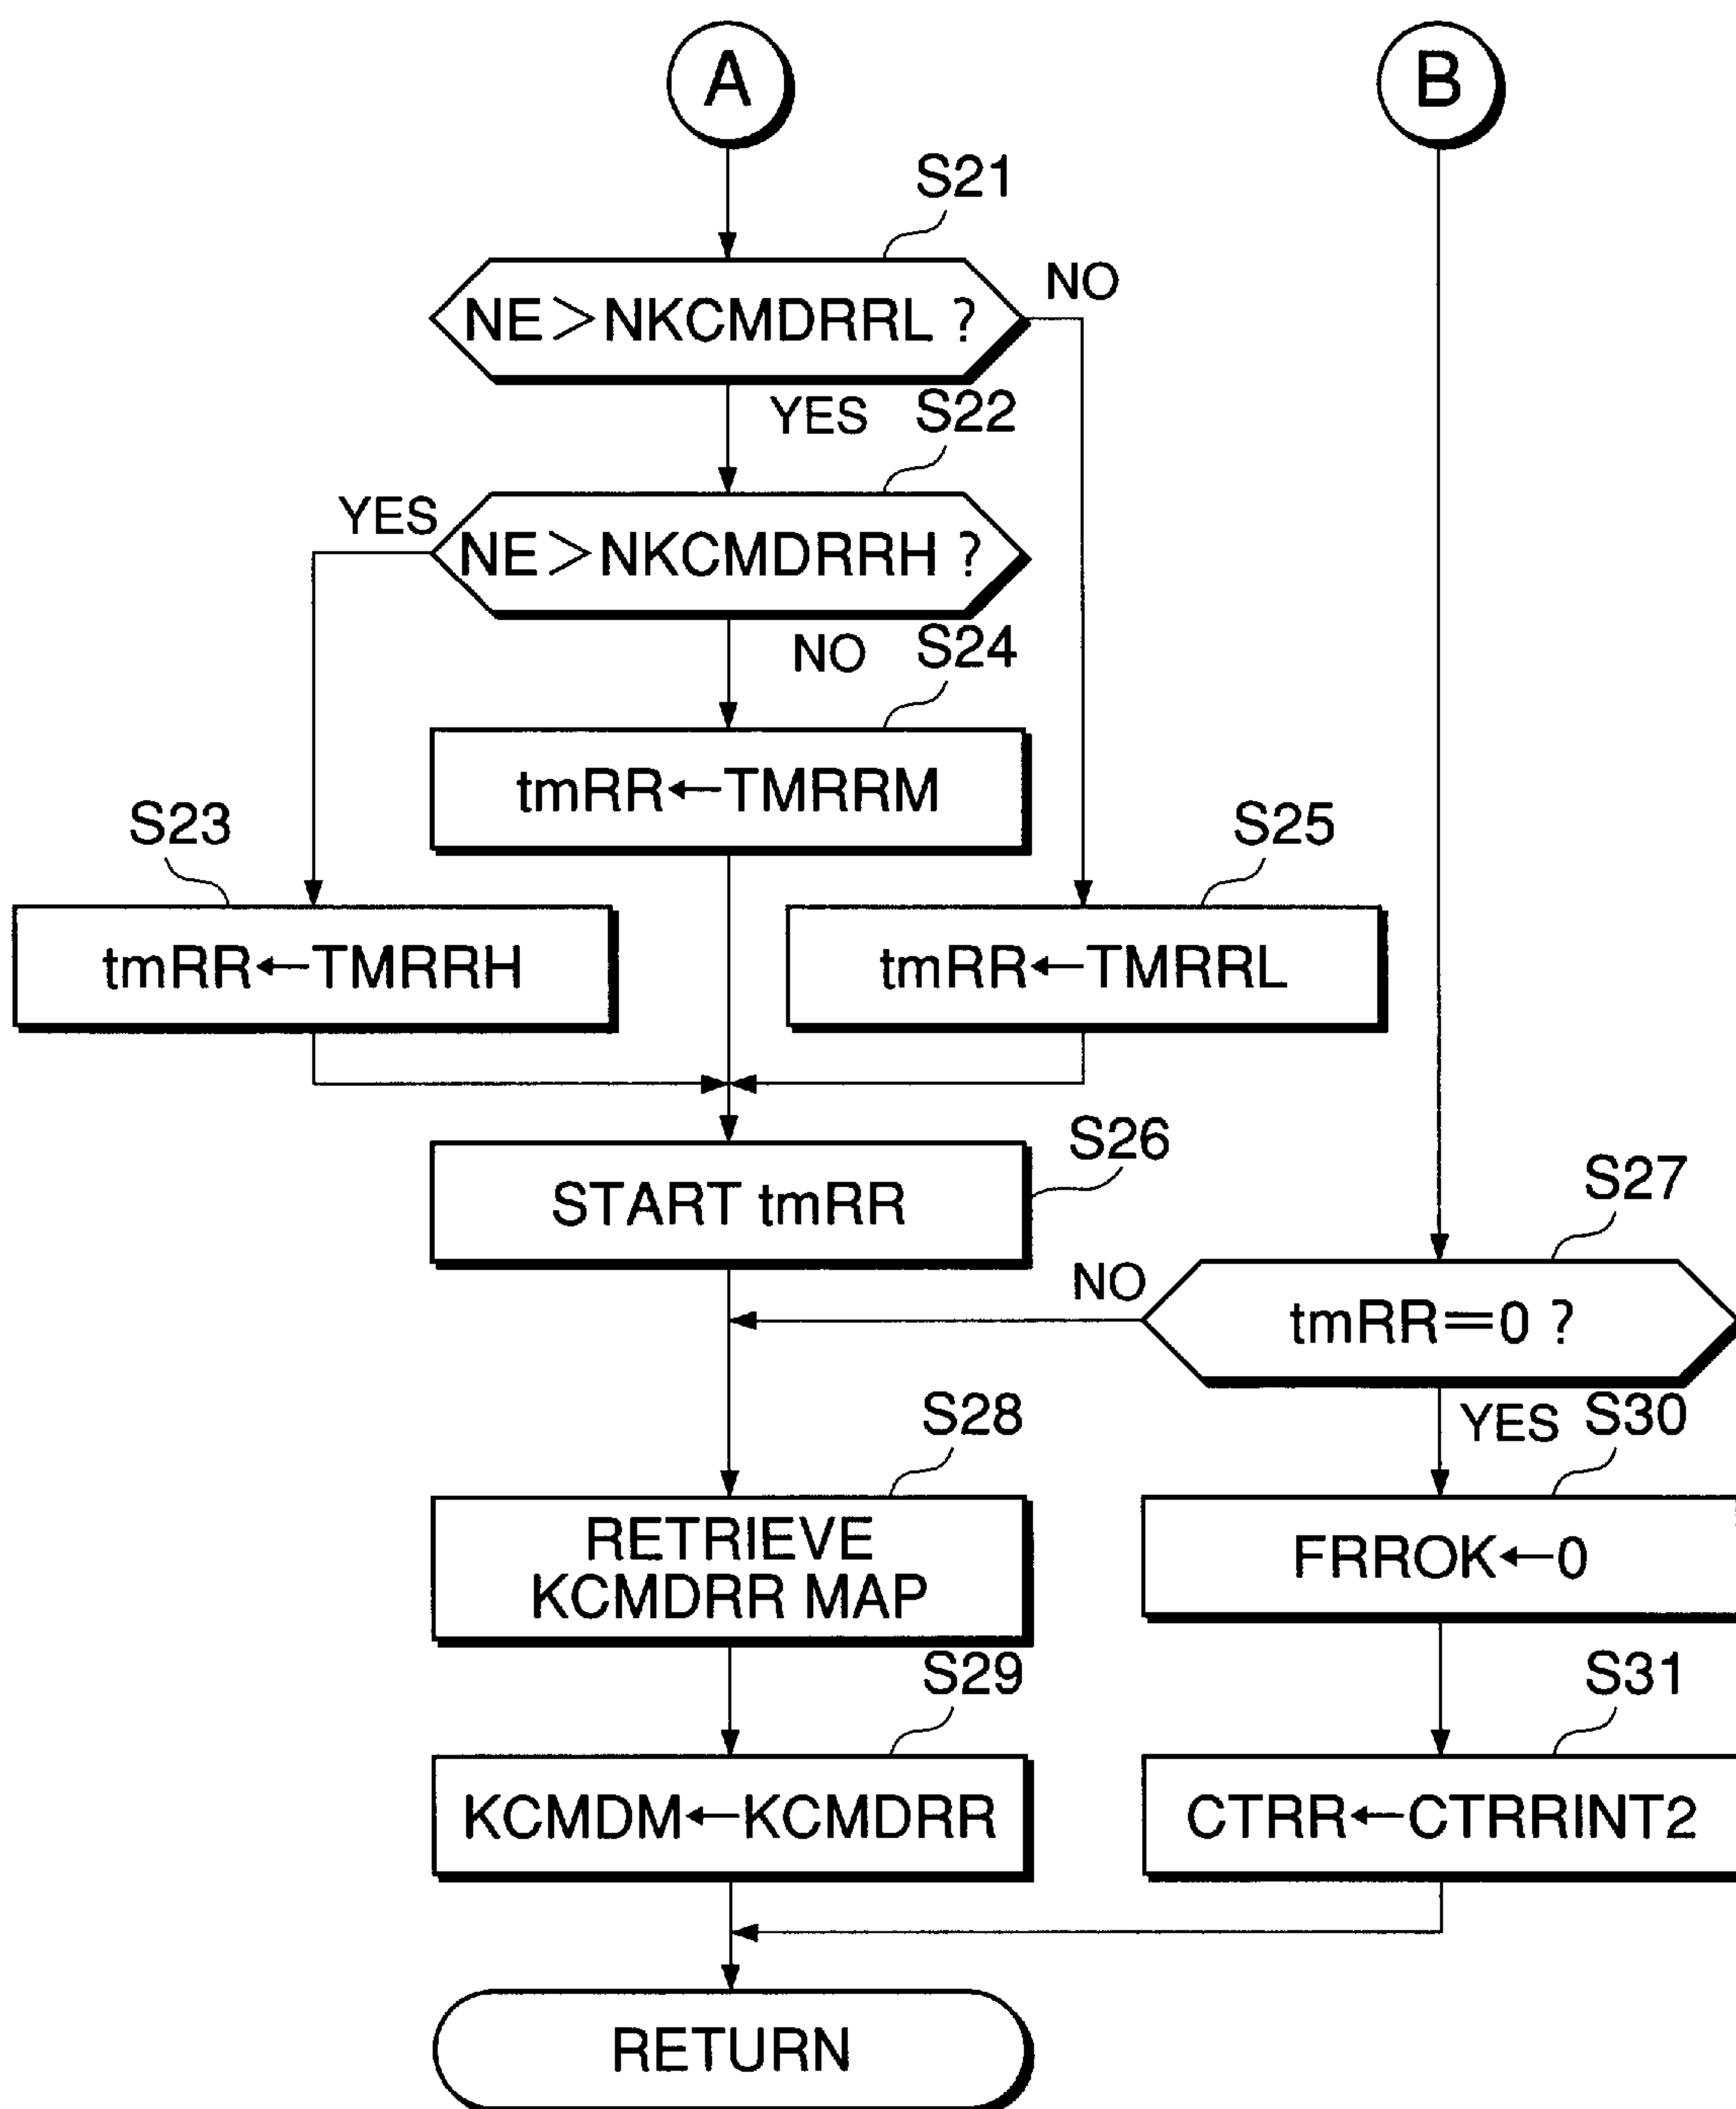 A
B
S21
NE>NKCMDRRL ?
NO
YES
S22
YES
NE>NKCMDRRH ?
NO
S24
tmRR←TMRRM
S23
S25
tmRR←TMRRH
tmRR←TMRRL
S26
START tmRR
S27
NO
tmRR=0 ?
YES
S30
S28
RETRIEVE
KCMDRR MAP
FRROK←0
S29
S31
KCMDM←KCMDRR
CTRR←CTRRINT2
RETURN